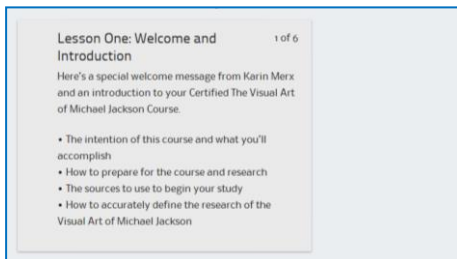 Lesson One: Welcome and 1 of 6
Introduction
Here's a special welcome message from Karin Merx
and an introduction to your Certified The Visual Art
of Michael Jackson Course.
• The intention of this course and what you'll
accomplish
• How to prepare for the course and research
• The sources to use to begin your study
• How to accurately define the research of the
Visual Art of Michael Jackson